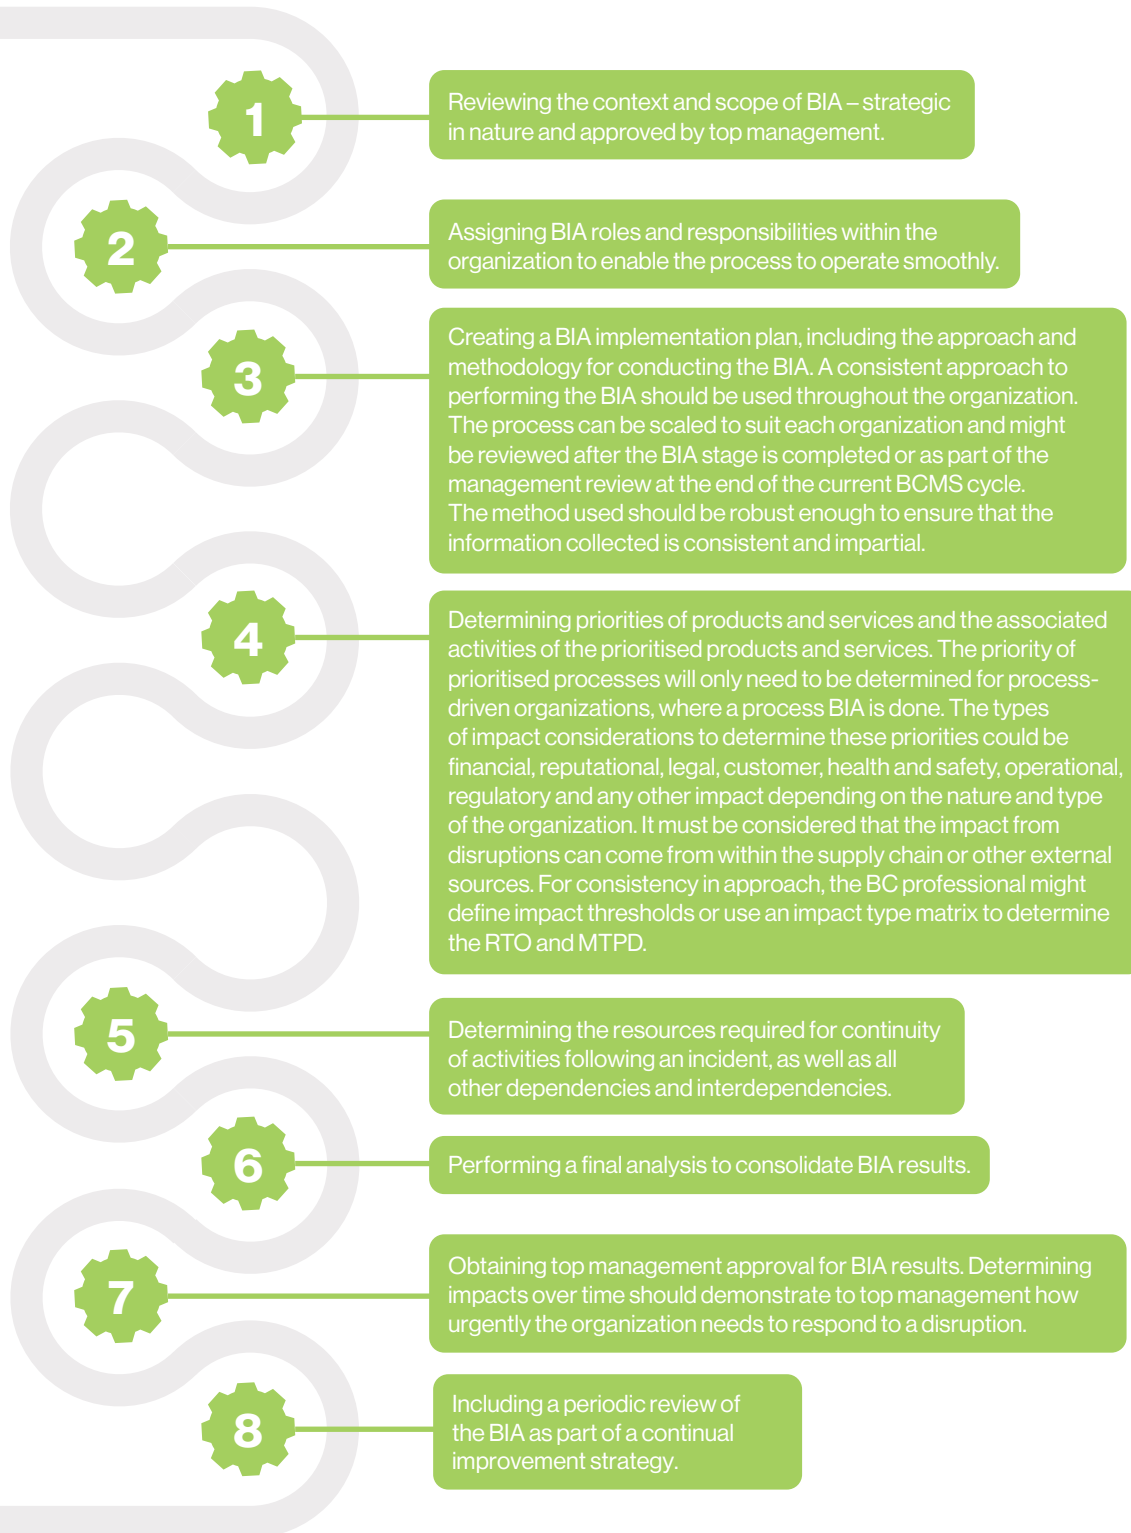 1
Reviewing the context and scope of BIA – strategic
in nature and approved by top management.
2
Assigning BIA roles and responsibilities within the
organization to enable the process to operate smoothly.
3
Creating a BIA implementation plan, including the approach and
methodology for conducting the BIA. A consistent approach to
performing the BIA should be used throughout the organization.
The process can be scaled to suit each organization and might
be reviewed after the BIA stage is completed or as part of the
management review at the end of the current BCMS cycle.
The method used should be robust enough to ensure that the
information collected is consistent and impartial.
4
Determining priorities of products and services and the associated
activities of the prioritised products and services. The priority of
prioritised processes will only need to be determined for process-
driven organizations, where a process BIA is done. The types
of impact considerations to determine these priorities could be
financial, reputational, legal, customer, health and safety, operational,
regulatory and any other impact depending on the nature and type
of the organization. It must be considered that the impact from
disruptions can come from within the supply chain or other external
sources. For consistency in approach, the BC professional might
define impact thresholds or use an impact type matrix to determine
the RTO and MTPD.
5
Determining the resources required for continuity
of activities following an incident, as well as all
other dependencies and interdependencies.
6
Performing a final analysis to consolidate BIA results.
7
Obtaining top management approval for BIA results. Determining
impacts over time should demonstrate to top management how
urgently the organization needs to respond to a disruption.
8
Including a periodic review of
the BIA as part of a continual
improvement strategy.